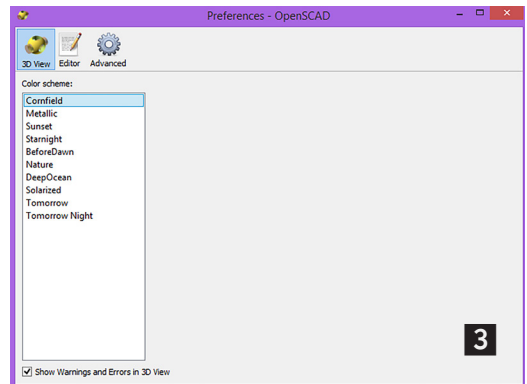 Preferences - OpenSCAD
3D View Editor Advanced
Color scheme:
Cornfield
Metallic
Sunset
Starnight
BeforeDawn
Nature
DeepOcean
Solarized
Tomorrow
Tomorrow Night
3
Show Warnings and Errors in 3D View